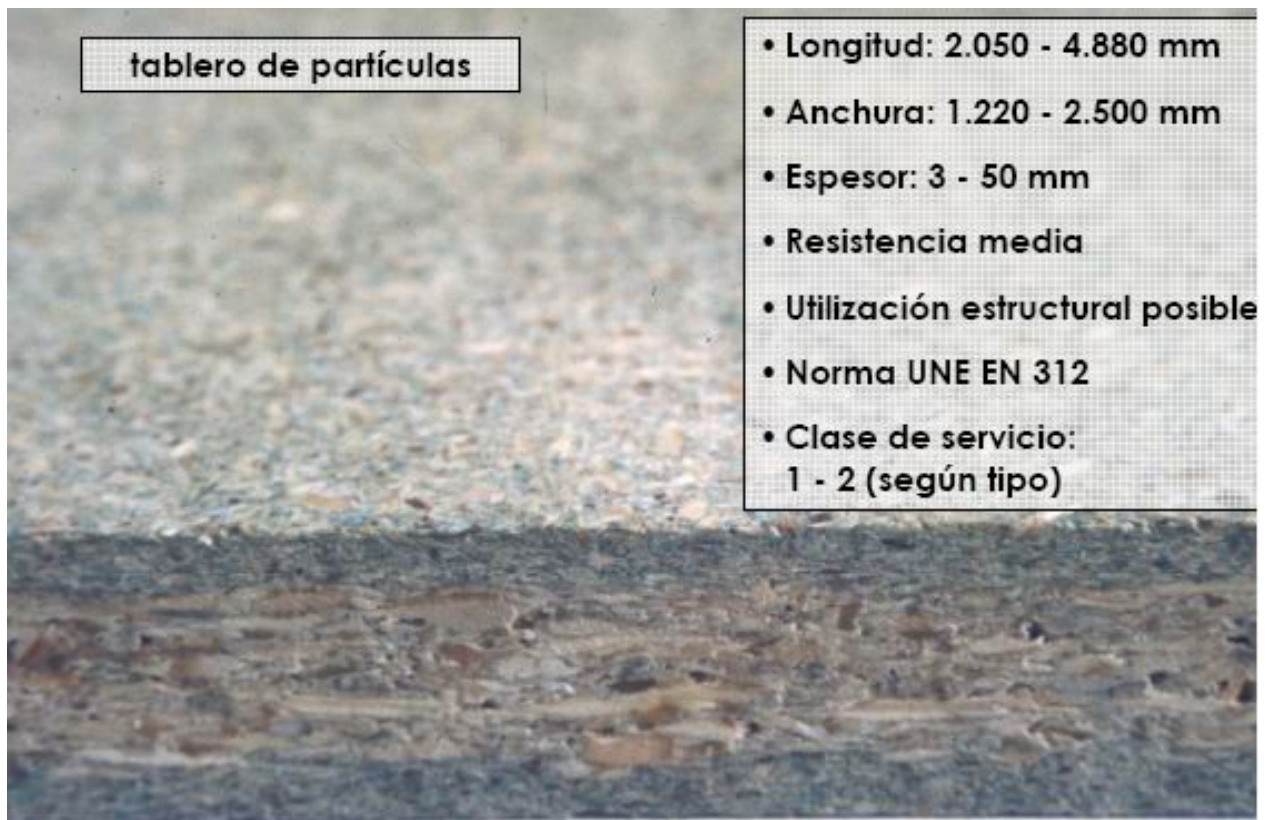 tablero de partículas
• Longitud: 2.050 - 4.880 mm
• Anchura: 1.220 - 2.500 mm
• Espesor: 3 - 50 mm
• Resistencia media
• Utilización estructural posible
• Norma UNE EN 312
• Clase de servicio:
1 - 2 (según tipo)